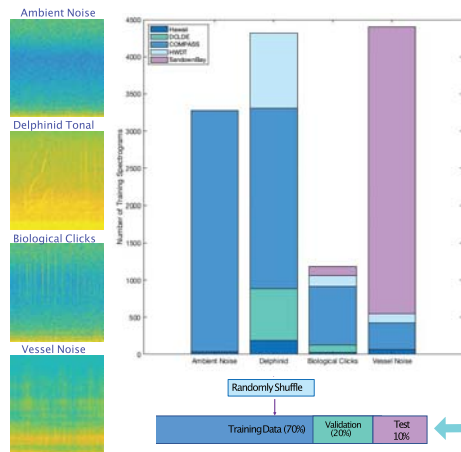 Ambient Noise
Delphinid Tonal
Biological Clicks
Vessel Noise
Number of Training Spectrograms
4500
4000
3500
3000
2500
2000
1500
1000
500
0
Hawaii
DCLDE
COMPASS
HWDT
SandownBay
Ambient Noise
Delphinid
Biological Clicks
Vessel Noise
Randomly Shuffle
Training Data (70%)
Validation
(20%)
Test
10%